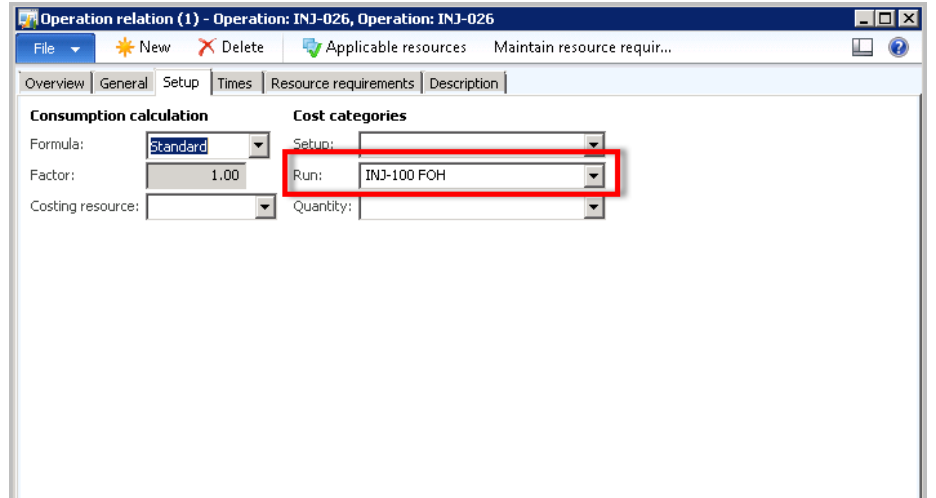 Operation relation (1) - Operation: INJ-026, Operation: INJ-026
File New Delete Applicable resources Maintain resource requir...
Overview General Setup Times Resource requirements Description
Consumption calculation Cost categories
Formula: Standard Setup:
Factor: 1.00 Run: INJ-100 FOH
Costing resource: Quantity: